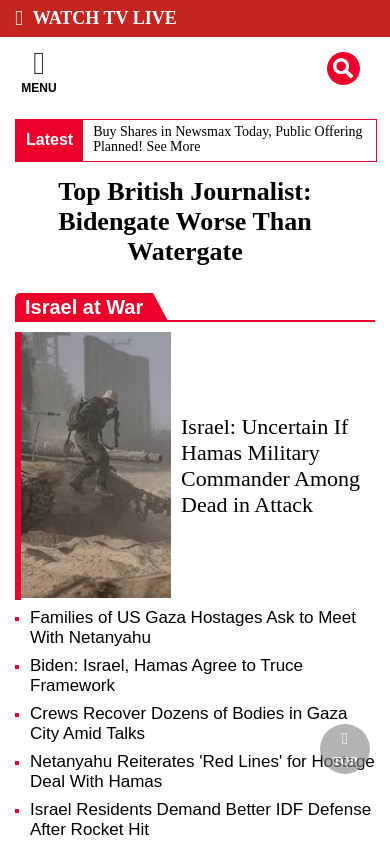 WATCH TV LIVE
MENU
Latest
Buy Shares in Newsmax Today, Public Offering
Planned! See More
Top British Journalist:
Bidengate Worse Than
Watergate
Israel at War
Israel: Uncertain If
Hamas Military
Commander Among
Dead in Attack
Families of US Gaza Hostages Ask to Meet
With Netanyahu
Biden: Israel, Hamas Agree to Truce
Framework
Crews Recover Dozens of Bodies in Gaza
City Amid Talks
Netanyahu Reiterates 'Red Lines' for Hostage
Deal With Hamas
Israel Residents Demand Better IDF Defense
After Rocket Hit